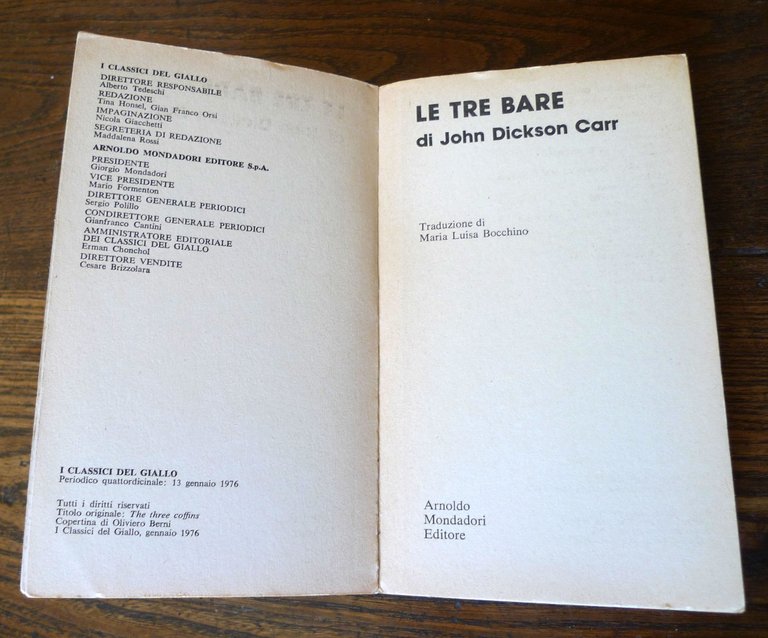 I CLASSICI DEL GIALLO
DIRETTORE RESPONSABILE
Alberto Tedeschi
REDAZIONE
Tina Honsel, Gian Franco Orsi
IMPAGINAZIONE
Nicola Giacchetti
SEGRETERIA DI REDAZIONE
Maddalena Rossi
ARNOLDO MONDADORI EDITORE S.p.A.
PRESIDENTE
Giorgio Mondadori
VICE PRESIDENTE
Mario Formenton
DIRETTORE GENERALE PERIODICI
Sergio Polillo
CONDIRETTORE GENERALE PERIODICI
Gianfranco Cantini
AMMINISTRATORE EDITORIALE
DEI CLASSICI DEL GIALLO
Erman Chonchol
DIRETTORE VENDITE
Cesare Brizzolara
I CLASSICI DEL GIALLO
Periodico quattordicinale: 13 gennaio 1976
Tutti i diritti riservati
Titolo originale: The three coffins
Copertina di Oliviero Berni
I Classici del Giallo, gennaio 1976
LE TRE BARE
di John Dickson Carr
Traduzione di
Maria Luisa Bocchino
Arnoldo
Mondadori
Editore